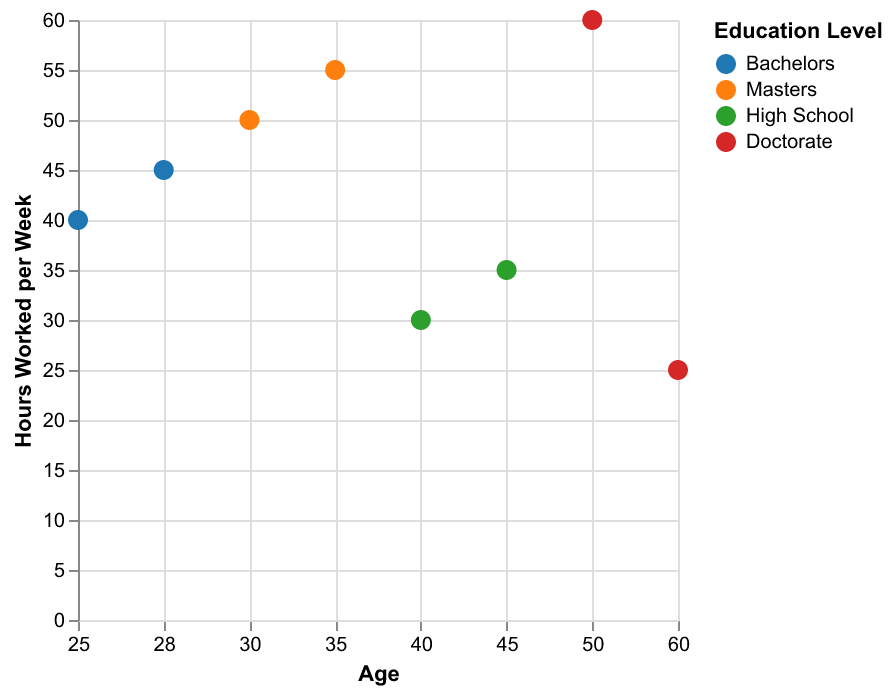 Education Level
Bachelors
Masters
High School
Doctorate
Hours Worked per Week
60
55
50
45
40
35
30
25
20
15
10
5
0
25 28 30 35 40 45 50 60
Age